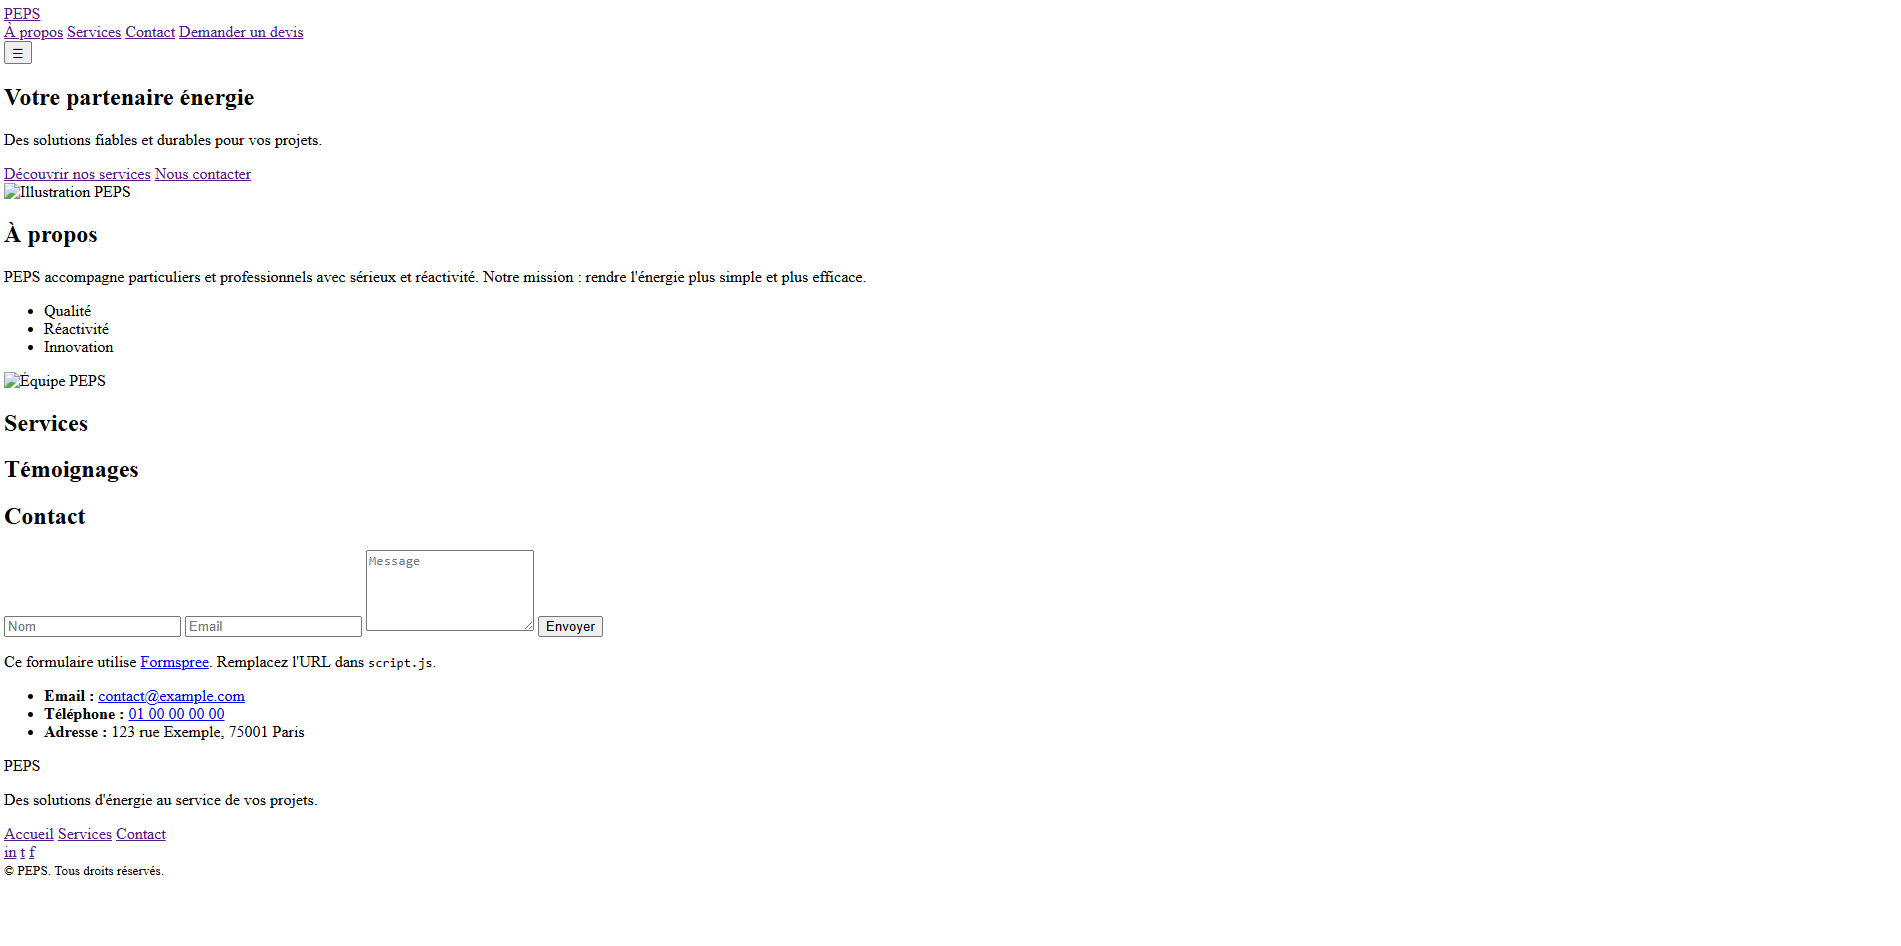 PEPS
À propos Services Contact Demander un devis
☰
Votre partenaire énergie
Des solutions fiables et durables pour vos projets.
Découvrir nos services Nous contacter
Illustration PEPS
À propos
PEPS accompagne particuliers et professionnels avec sérieux et réactivité. Notre mission : rendre l'énergie plus simple et plus efficace.
• Qualité
• Réactivité
• Innovation
Équipe PEPS
Services
Témoignages
Contact
Nom Email Message Envoyer
Ce formulaire utilise Formspree. Remplacez l'URL dans script.js.
• Email : contact@example.com
• Téléphone : 01 00 00 00 00
• Adresse : 123 rue Exemple, 75001 Paris
PEPS
Des solutions d'énergie au service de vos projets.
Accueil Services Contact
in t f
© PEPS. Tous droits réservés.